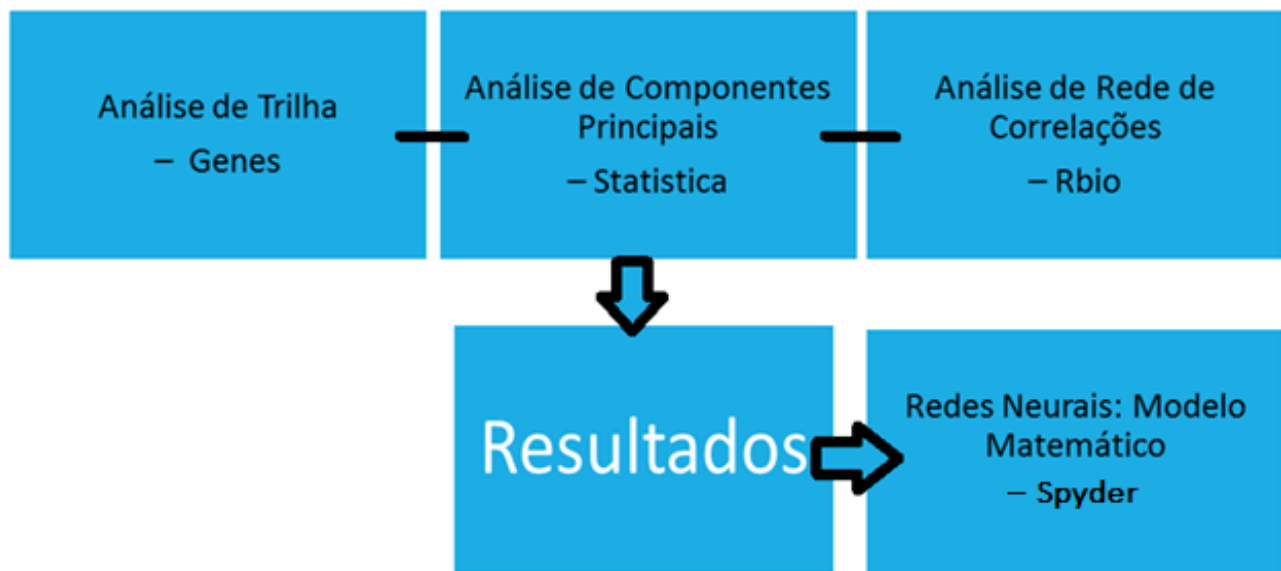 Análise de Trilha
– Genes
Análise de Componentes
Principais
– Statistica
Análise de Rede de
Correlações
– Rbio
Resultados
Redes Neurais: Modelo
Matemático
– Spyder